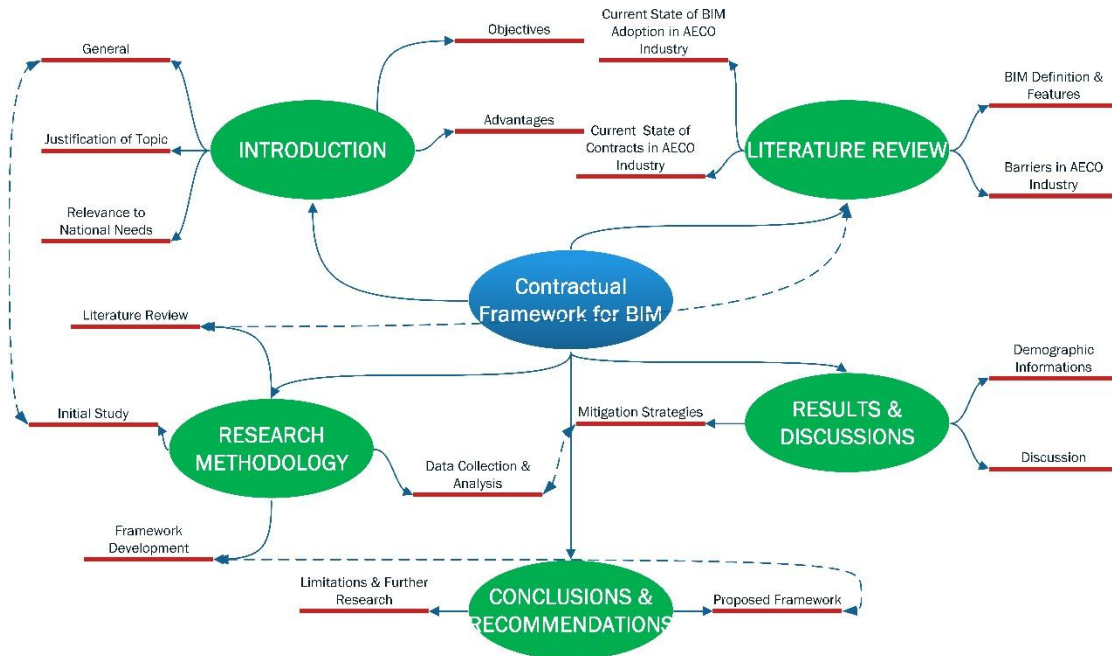 General
Justification of Topic
Relevance to
National Needs
INTRODUCTION
Objectives
Advantages
Current State of BIM
Adoption in AECO
Industry
Current State of
Contracts in AECO
Industry
LITERATURE REVIEW
BIM Definition &
Features
Barriers in AECO
Industry
Contractual
Framework for BIM
Literature Review
Initial Study
RESEARCH
METHODOLOGY
Data Collection &
Analysis
Framework
Development
Mitigation Strategies
RESULTS &
DISCUSSIONS
Demographic
Informations
Discussion
Limitations & Further
Research
CONCLUSIONS &
RECOMMENDATIONS
Proposed Framework